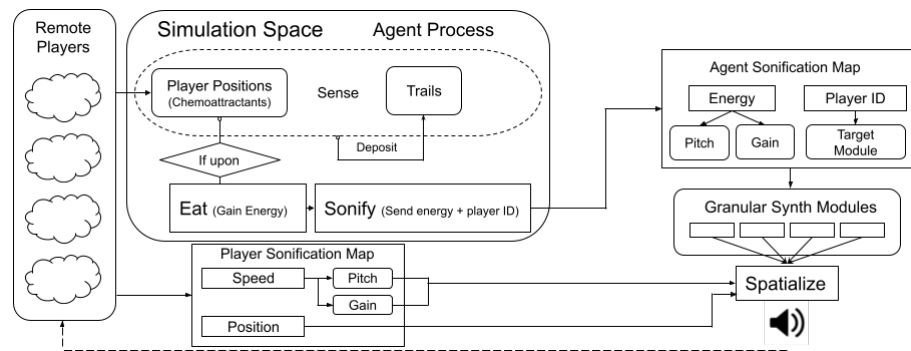 Remote
Players
Simulation Space
Agent Process
Player Positions
(Chemoattractants)
Sense
Trails
Deposit
If upon
Eat (Gain Energy)
Sonify (Send energy + player ID)
Agent Sonification Map
Energy
Player ID
Pitch
Gain
Target
Module
Granular Synth Modules
Player Sonification Map
Speed
Pitch
Gain
Position
Spatialize